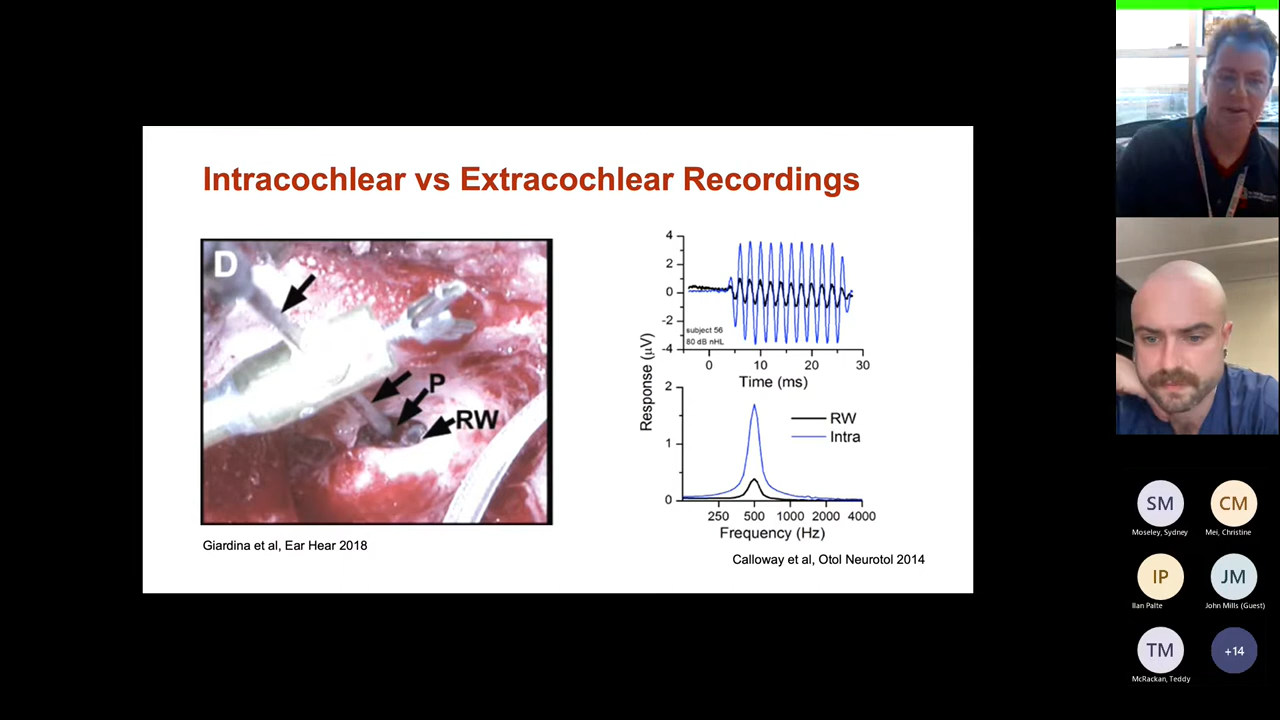 Intracochlear vs Extracochlear Recordings
D
P
RW
Giardina et al, Ear Hear 2018
4
2
0
-2
-4
subject 56
80 dB nHL
0 10 20 30
Time (ms)
Response (µV)
2
1
0
RW
Intra
250 500 1000 2000 4000
Frequency (Hz)
Calloway et al, Otol Neurotol 2014
SM
Moseley, Sydney
CM
Mei, Christine
IP
Ilan Palte
JM
John Mills (Guest)
TM
McRackan, Teddy
+14